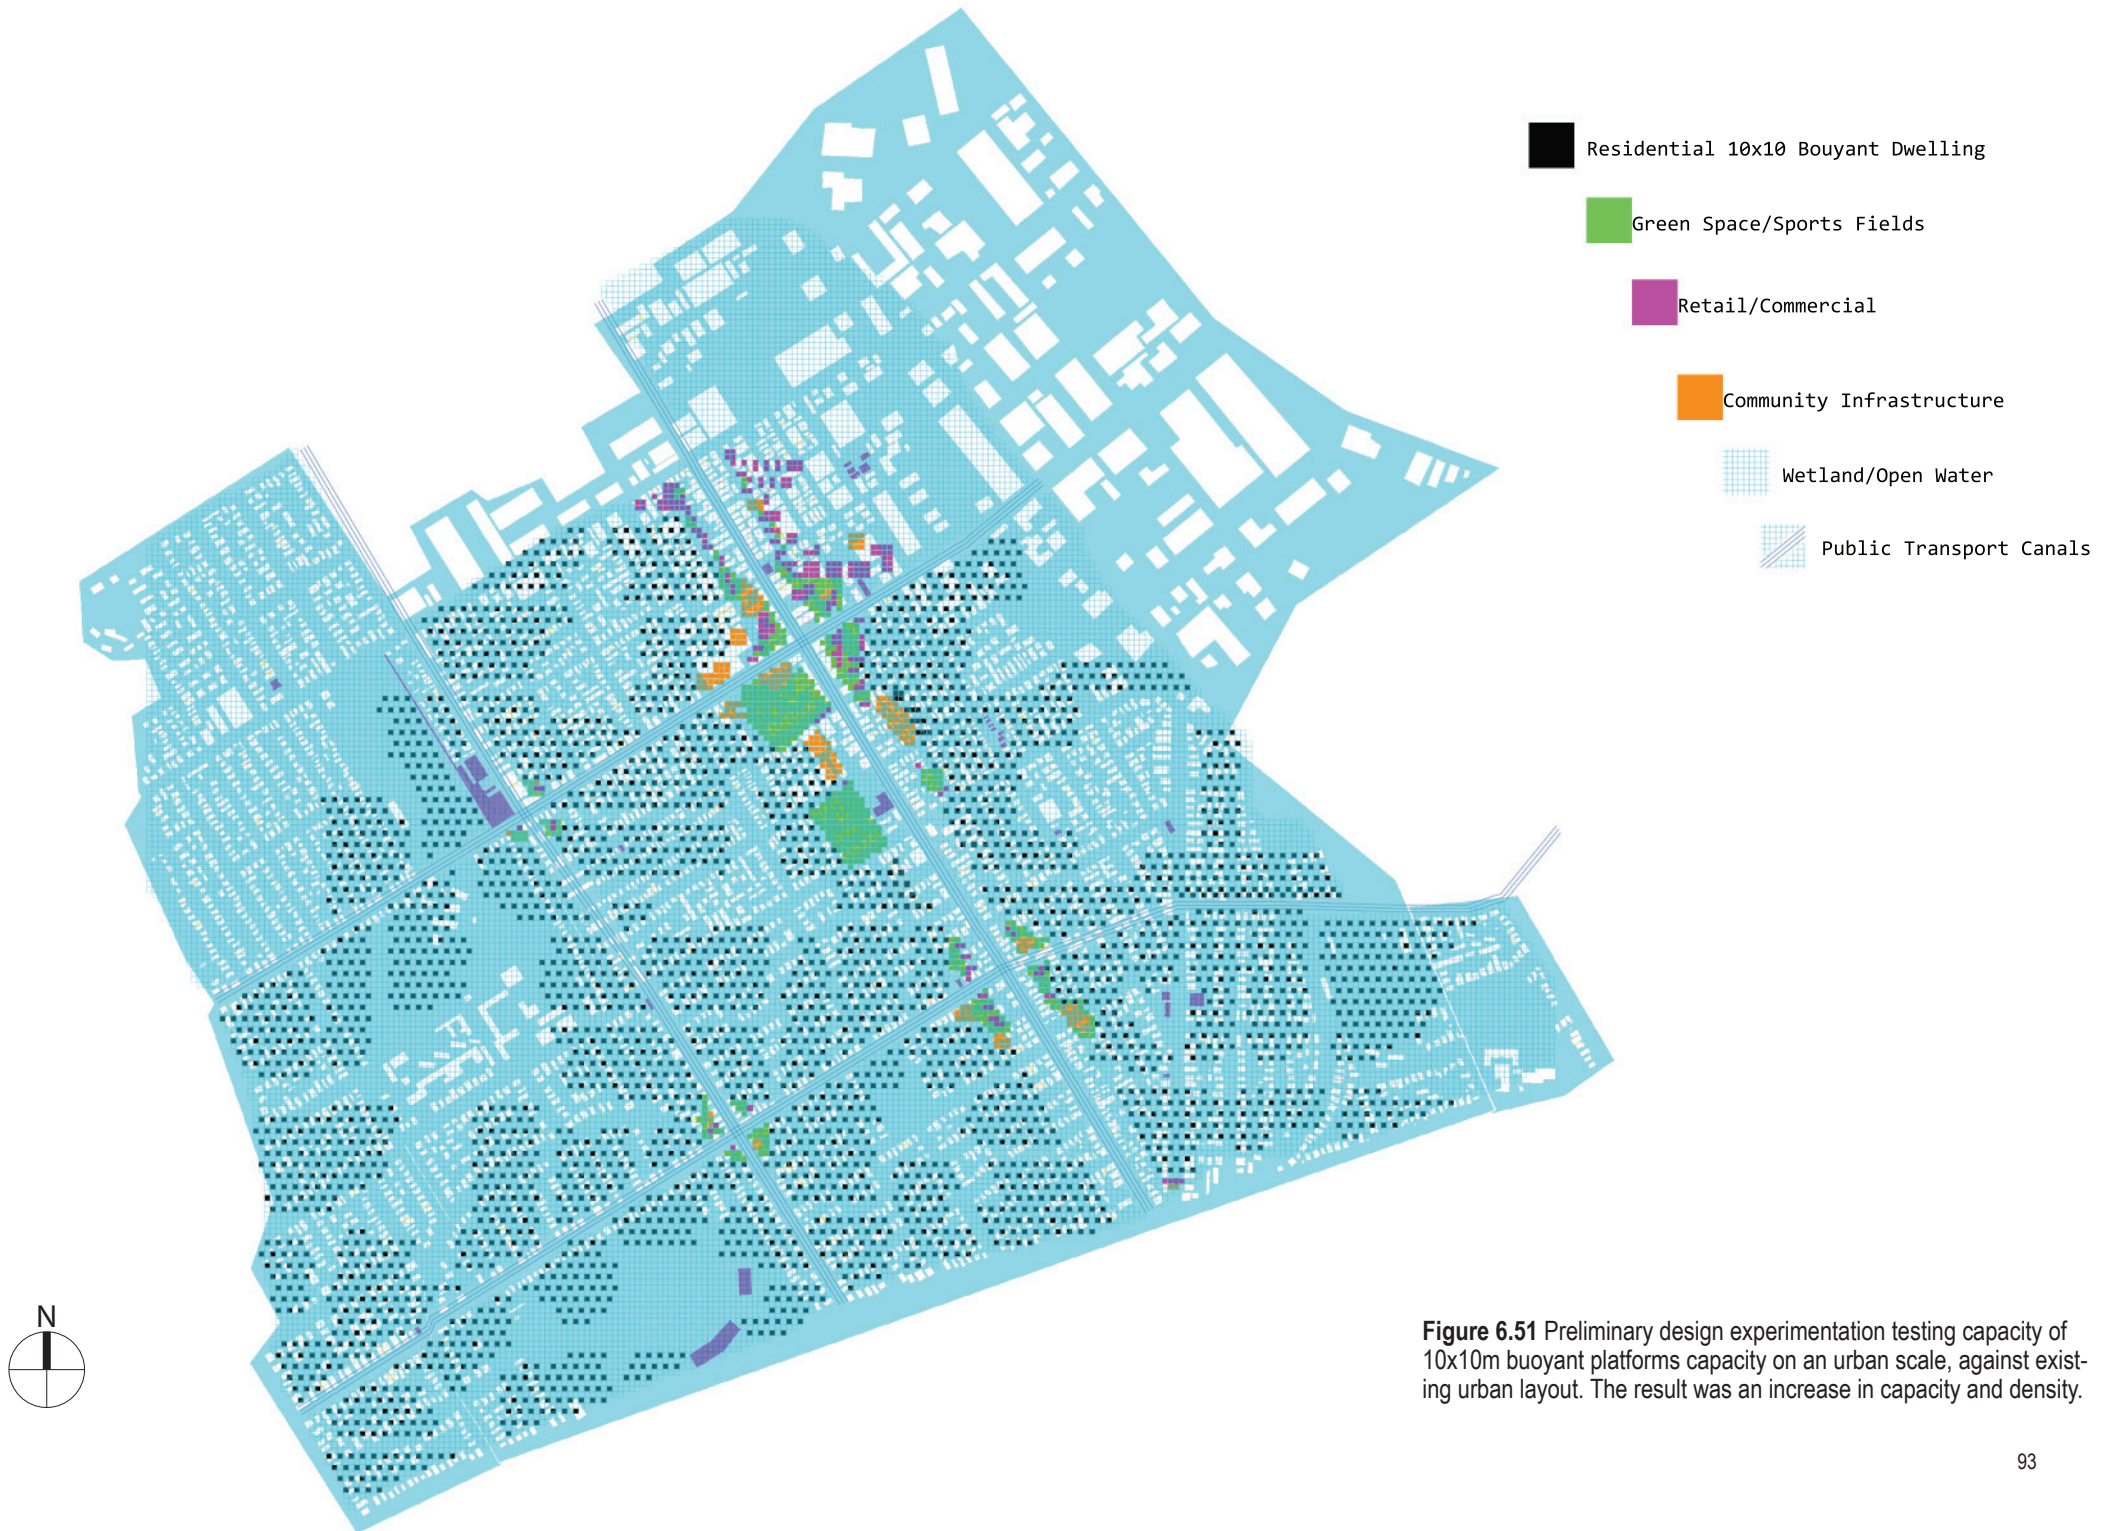 Residential 10x10 Bouyant Dwelling
Green Space/Sports Fields
Retail/Commercial
Community Infrastructure
Wetland/Open Water
Public Transport Canals
N
Figure 6.51 Preliminary design experimentation testing capacity of
10x10m buoyant platforms capacity on an urban scale, against exist-
ing urban layout. The result was an increase in capacity and density.
93